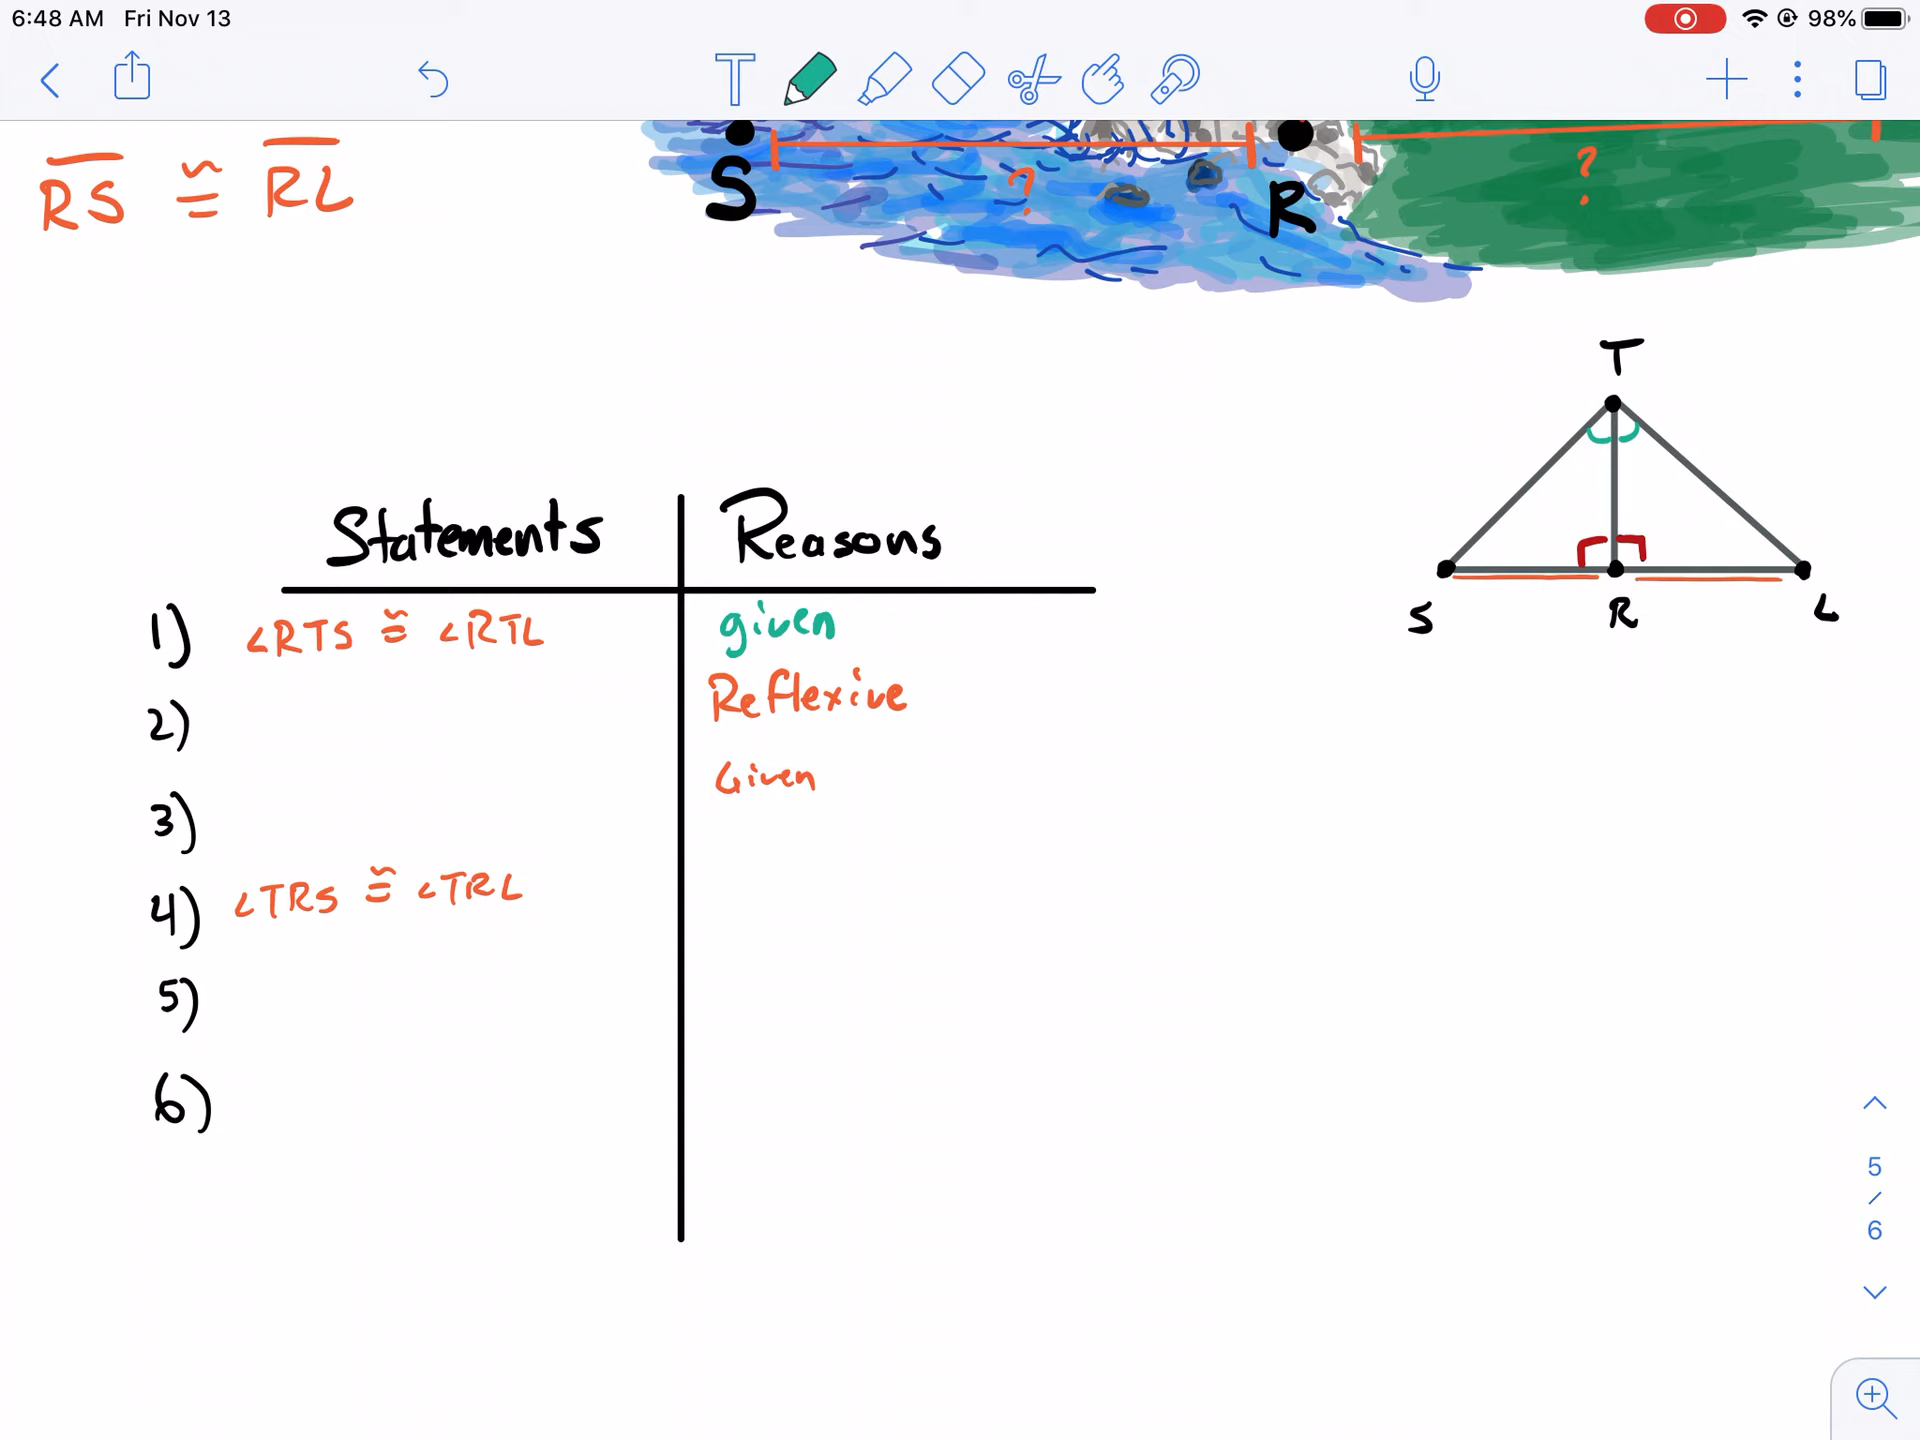 6:48 AM Fri Nov 13
98%
T
RS ≅ RL
S
?
R
?
T
S
R
L
Statements
Reasons
1) ∠RTS ≅ ∠RTL
given
2)
Reflexive
3)
Given
4) ∠TRS ≅ ∠TRL
5)
6)
5
/
6